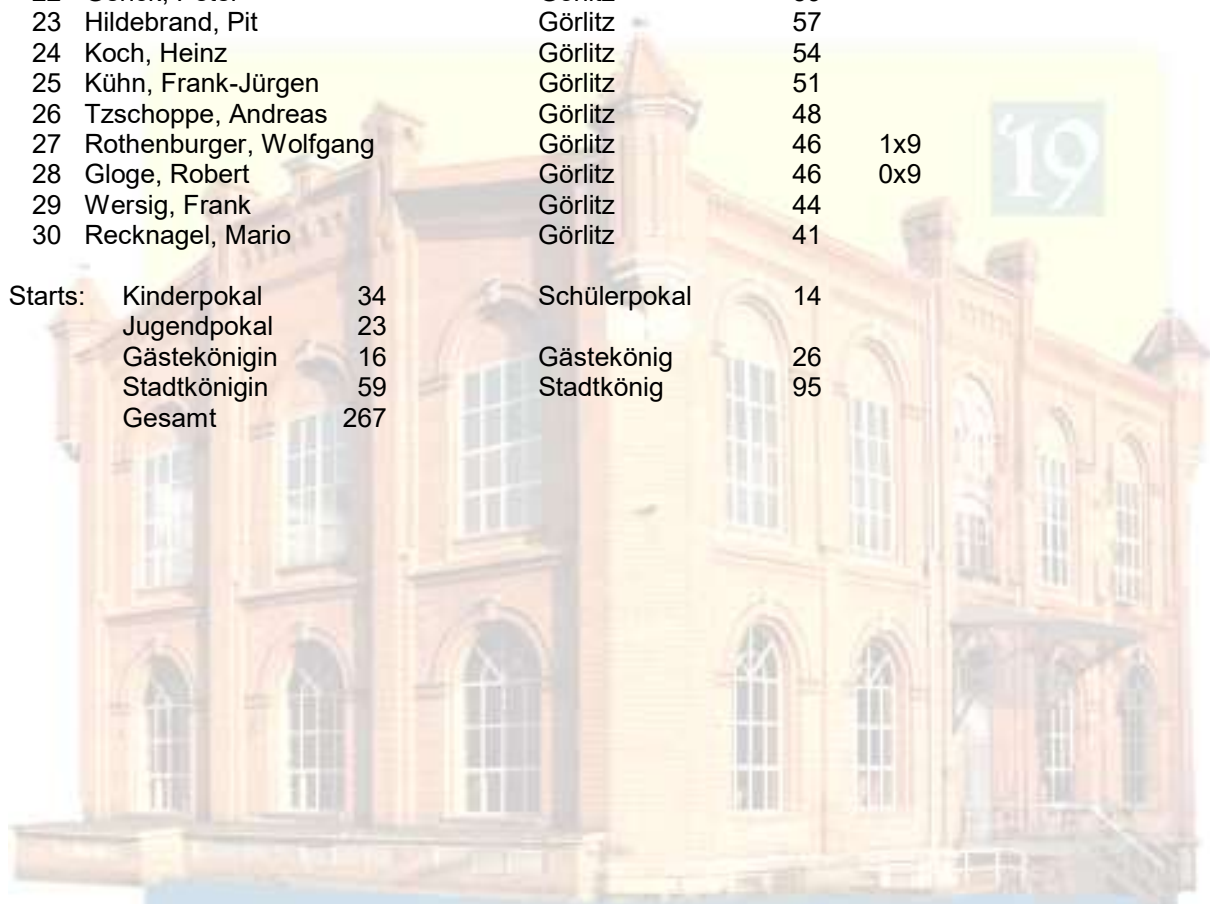 23 Hildebrand, Pit Görlitz 57
24 Koch, Heinz Görlitz 54
25 Kühn, Frank-Jürgen Görlitz 51
26 Tzschoppe, Andreas Görlitz 48
27 Rothenburger, Wolfgang Görlitz 46 1x9
28 Gloge, Robert Görlitz 46 0x9
29 Wersig, Frank Görlitz 44
30 Recknagel, Mario Görlitz 41
Starts: Kinderpokal 34 Schülerpokal 14
Jugendpokal 23
Gästekönigin 16 Gästekönig 26
Stadtkönigin 59 Stadtkönig 95
Gesamt 267
'19